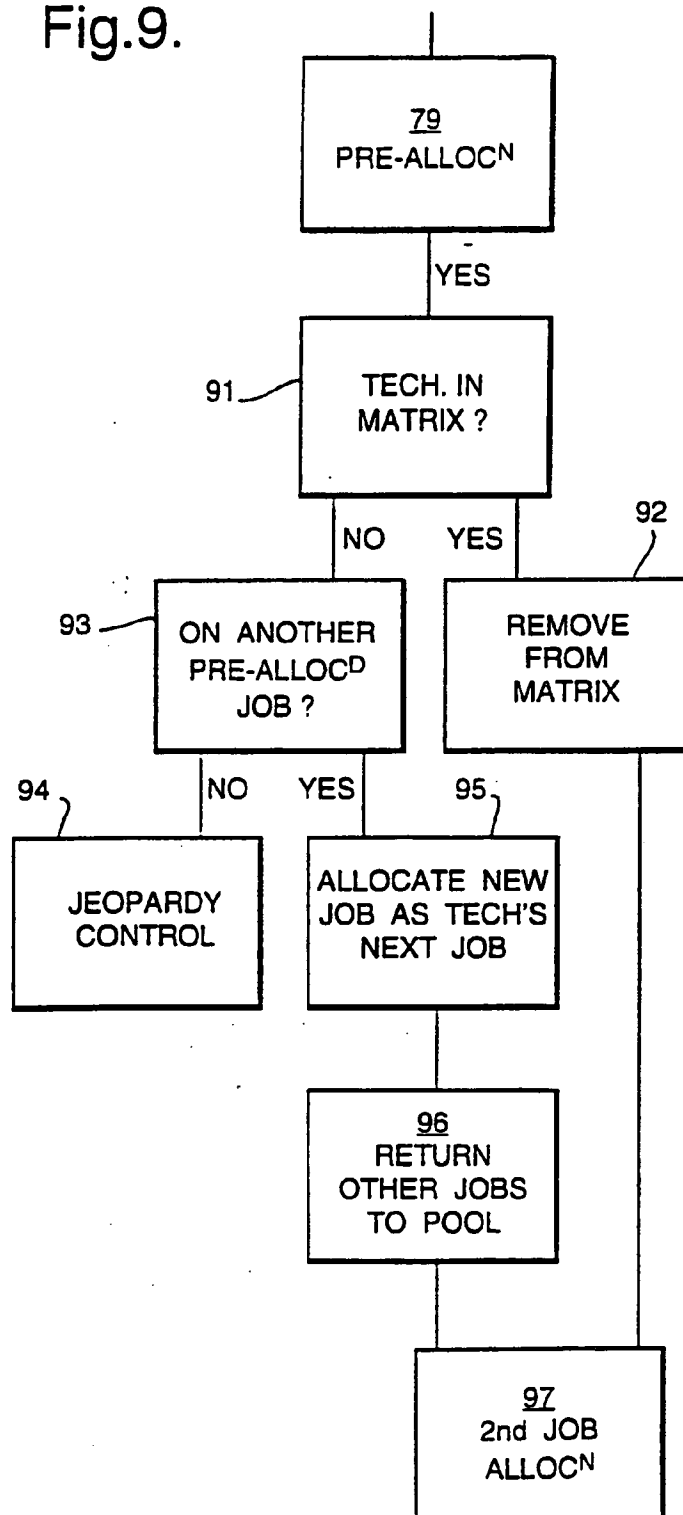 Fig.9.
79
PRE-ALLOCN
YES
91
TECH. IN
MATRIX ?
NO
YES
92
93
ON ANOTHER
PRE-ALLOCD
JOB ?
REMOVE
FROM
MATRIX
94
NO
YES
95
JEOPARDY
CONTROL
ALLOCATE NEW
JOB AS TECH'S
NEXT JOB
96
RETURN
OTHER JOBS
TO POOL
97
2nd JOB
ALLOCN